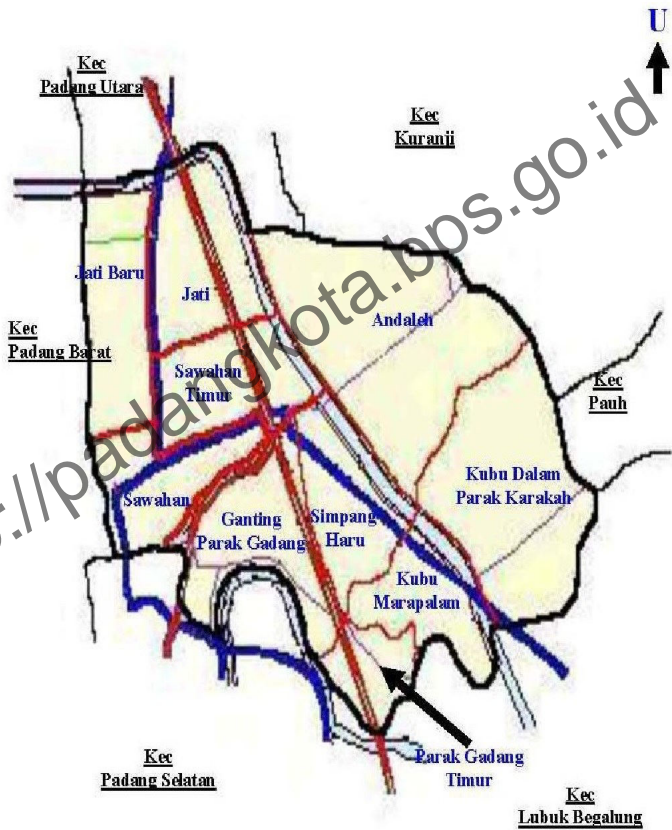 U
Kec
Padang Utara
Kec
Kuranji
Jati Baru
Jati
Andaleh
Kec
Padang Barat
Sawahan
Timur
Kec
Pauh
Kubu Dalam
Parak Karakah
Sawahan
Ganting
Parak Gadang
Simpang
Haru
Kubu
Marapalam
Parak Gadang
Timur
Kec
Padang Selatan
Kec
Lubuk Begalung
://padangkota.bps.go.id